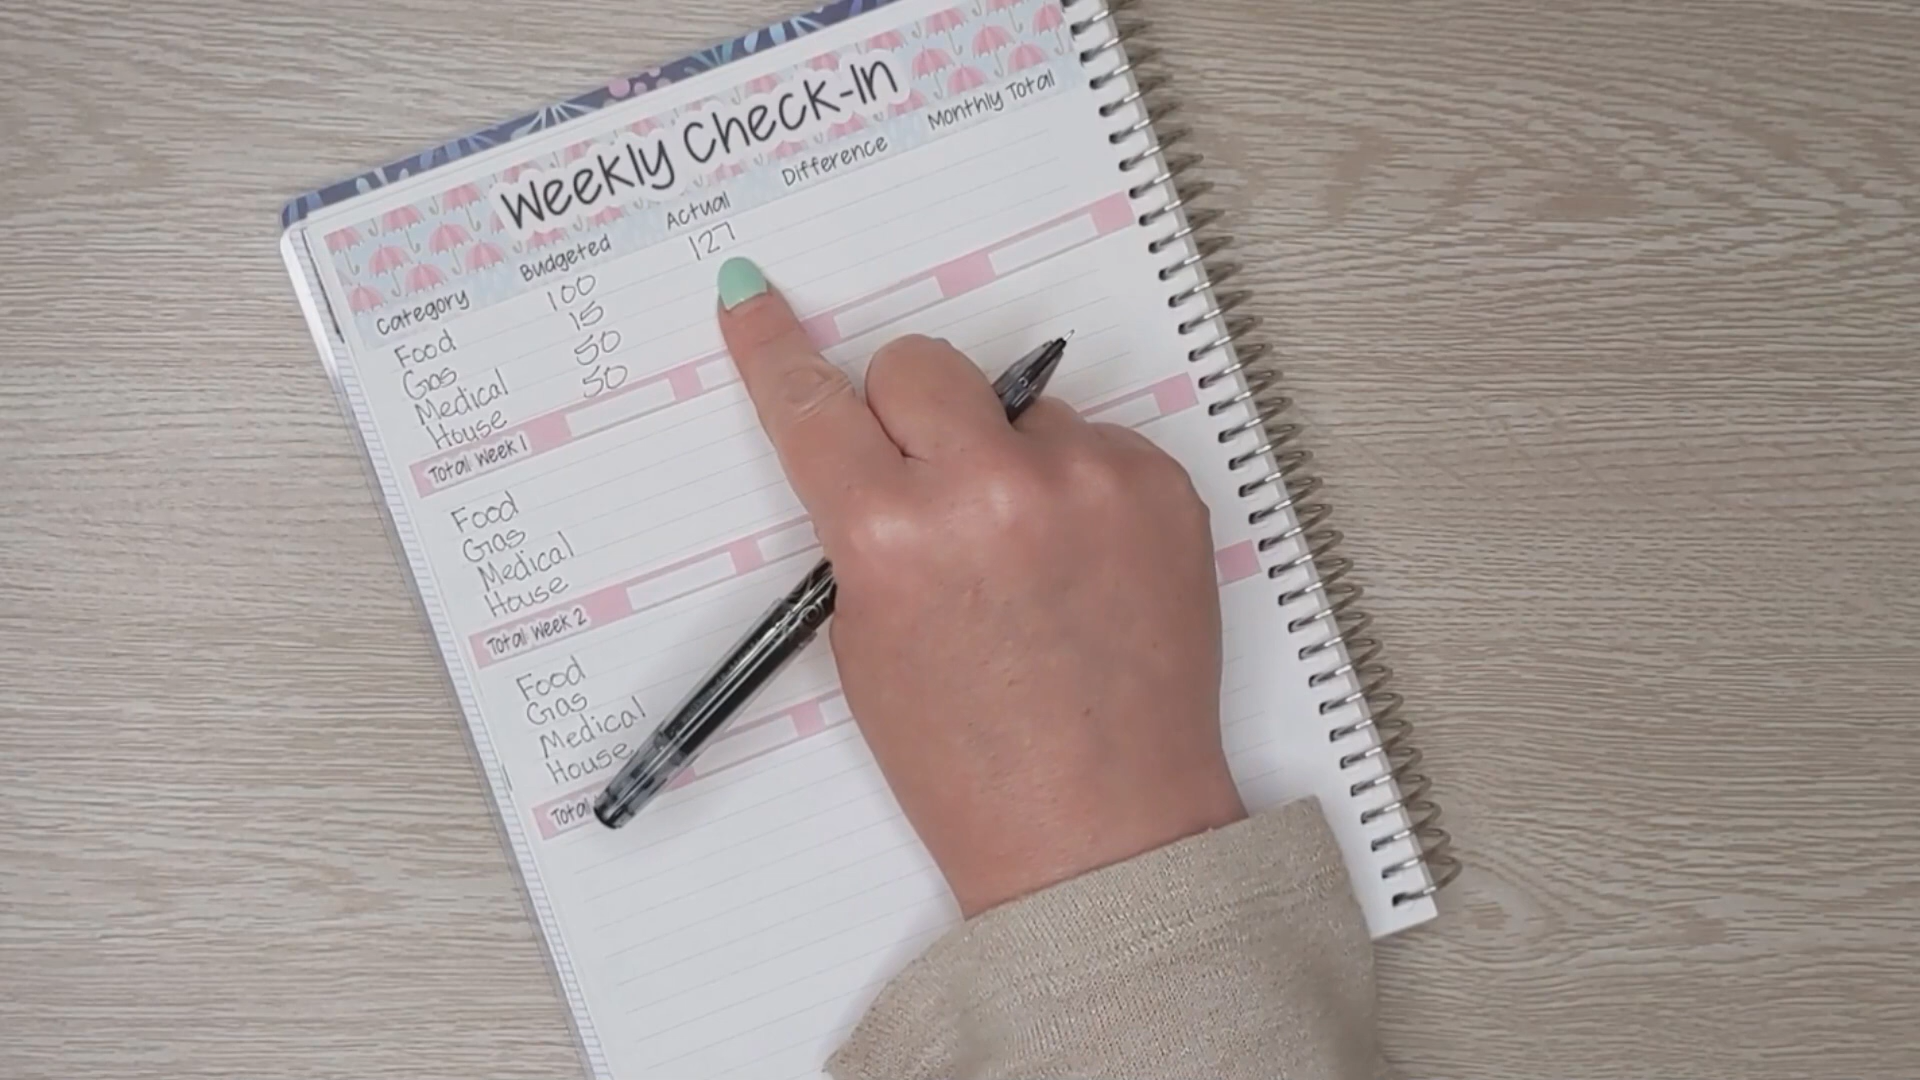 Weekly Check-In
Category Budgeted Actual Difference Monthly Total
Food 100 127
Gas 15
Medical 50
House 50
Total Week 1
Food
Gas
Medical
House
Total Week 2
Food
Gas
Medical
House
Total